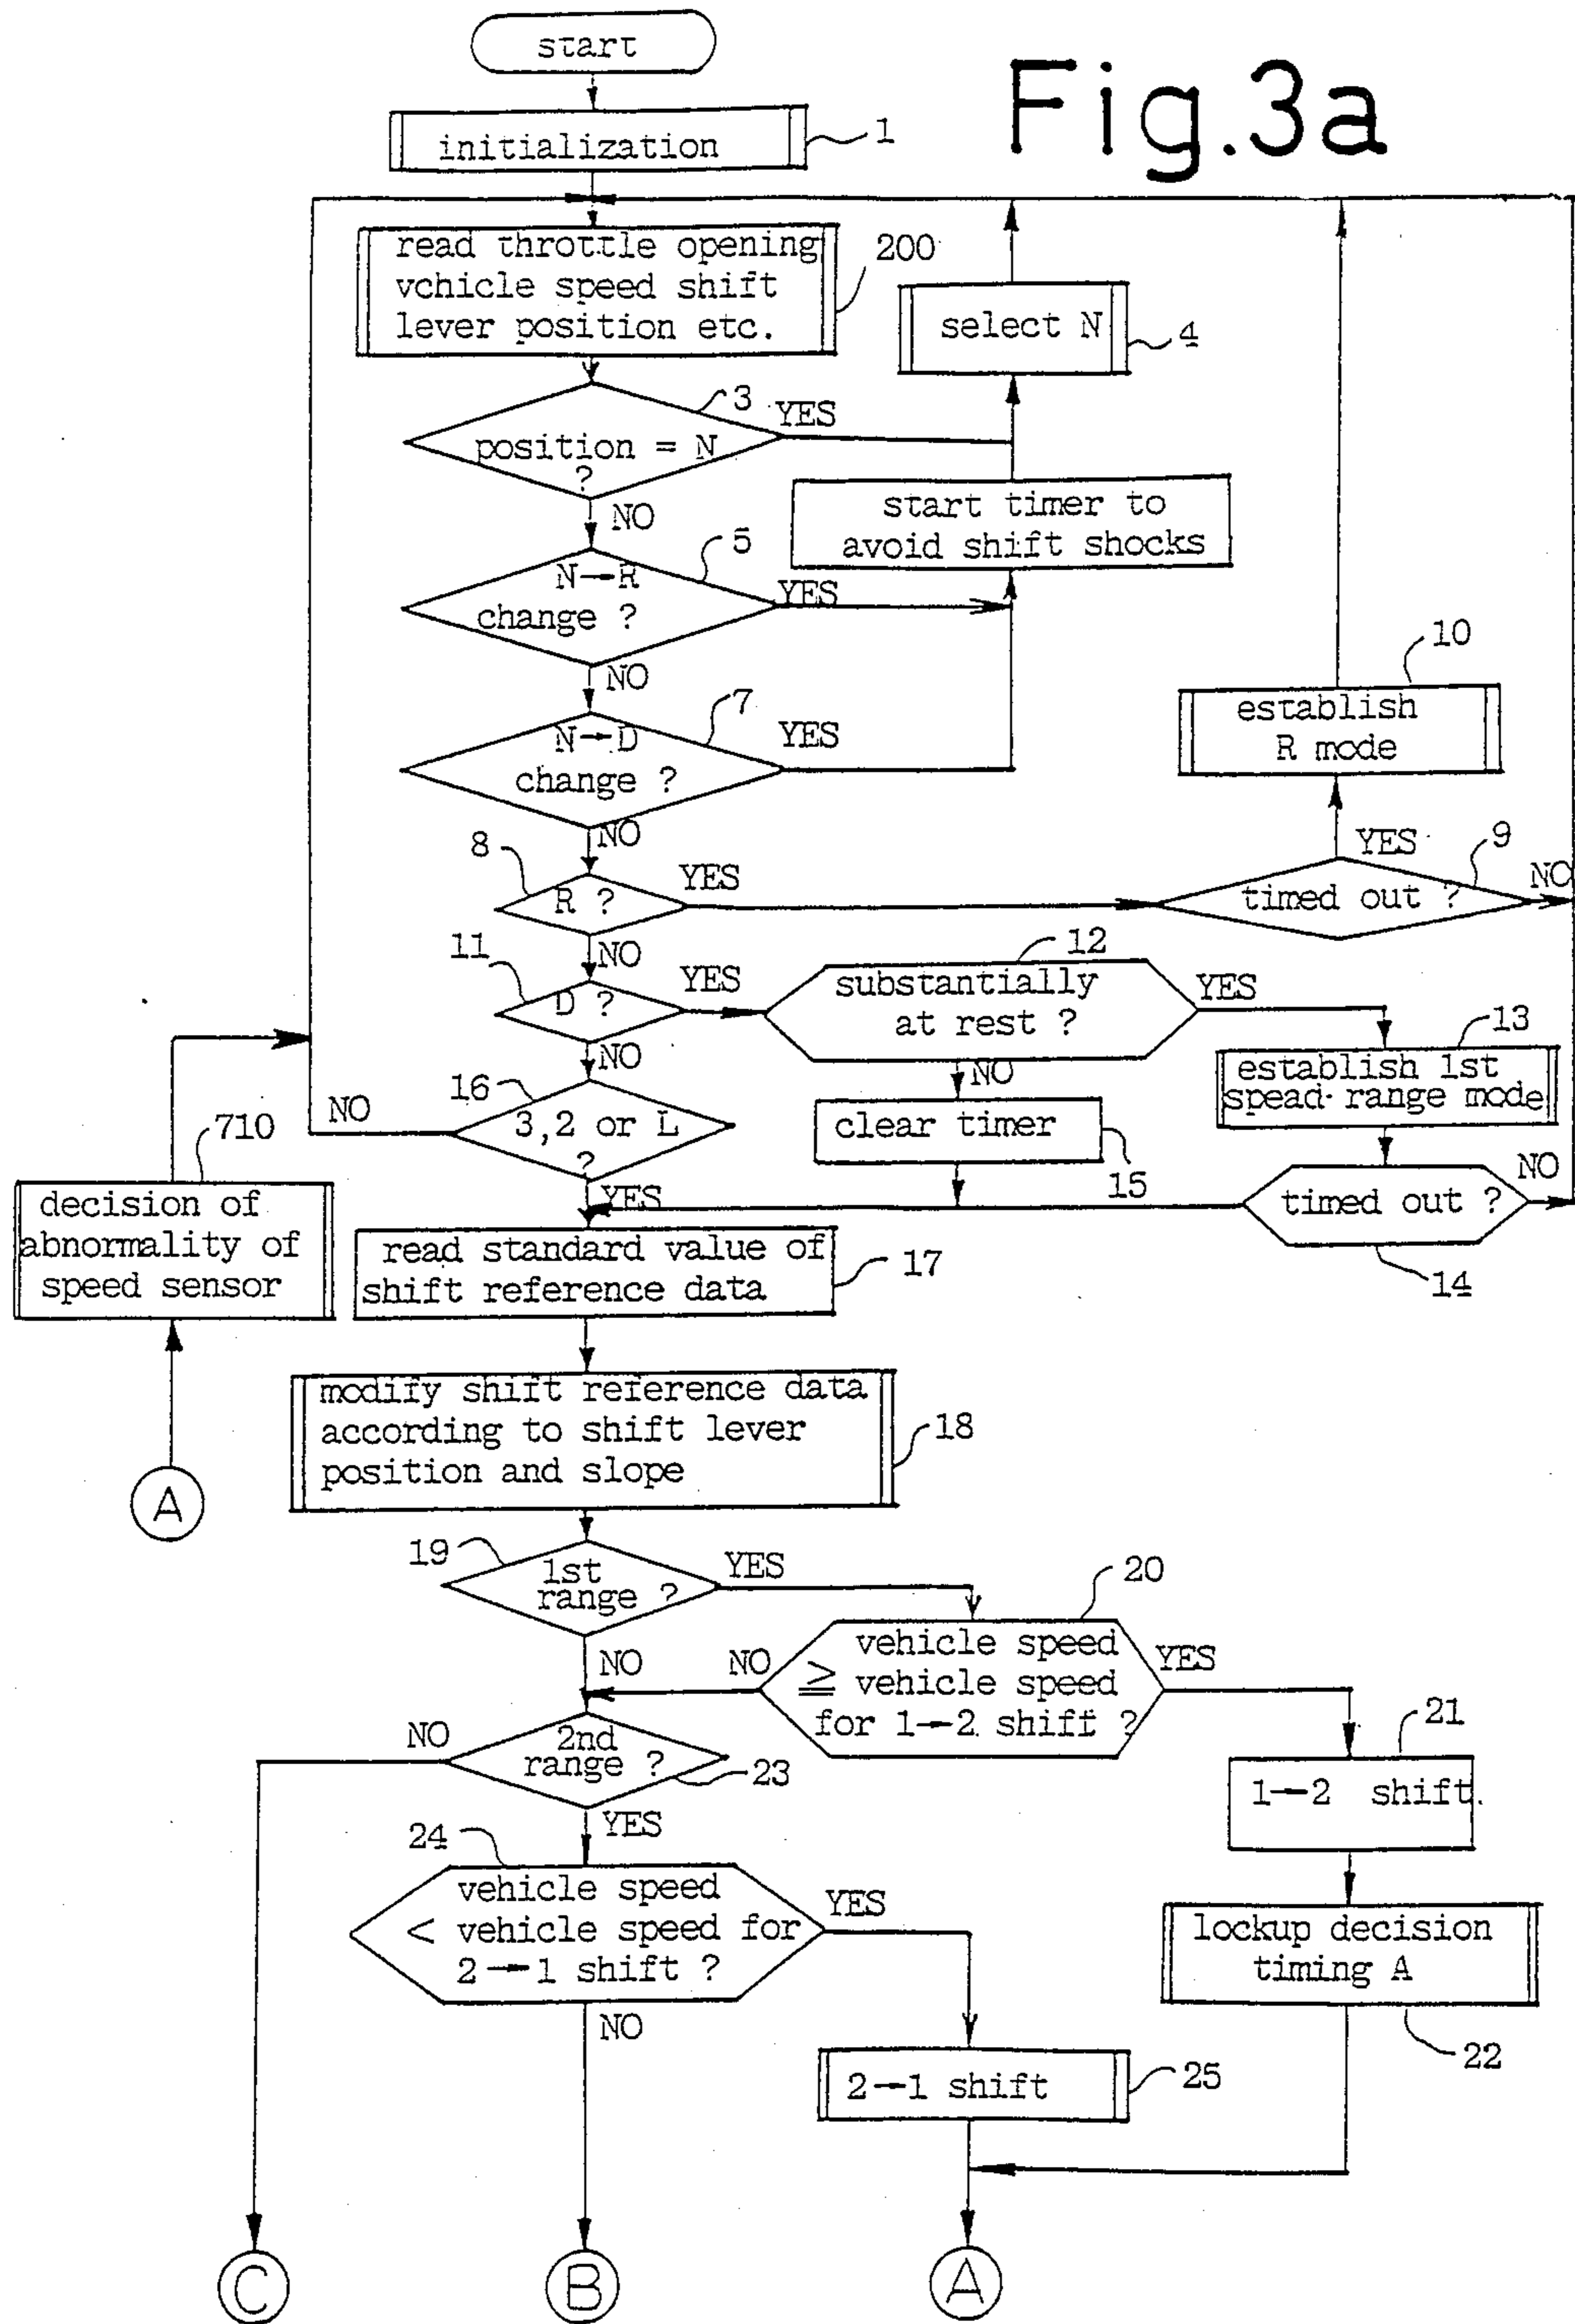 Fig.3a
start
initialization
1
read throttle opening
vchicle speed shift
lever position etc.
200
select N
4
3
position = N
?
YES
NO
start timer to
avoid shift shocks
5
N→R
change ?
YES
NO
7
N→D
change ?
YES
NO
10
establish
R mode
8
R ?
YES
NO
9
timed out ?
YES
NO
11
D ?
YES
NO
12
substantially
at rest ?
YES
NO
13
establish 1st
spead range mode
16
3,2 or L
?
NO
YES
clear timer
15
timed out ?
NO
14
710
decision of
abnormality of
speed sensor
A
read standard value of
shift reference data
17
modify shift reference data
according to shift lever
position and slope
18
19
1st
range ?
YES
NO
20
vehicle speed
≧ vehicle speed
for 1→2 shift ?
NO
YES
21
1→2 shift.
2nd
range ?
23
NO
YES
24
vehicle speed
< vehicle speed for
2→1 shift ?
YES
NO
lockup decision
timing A
22
2→1 shift
25
C
B
A